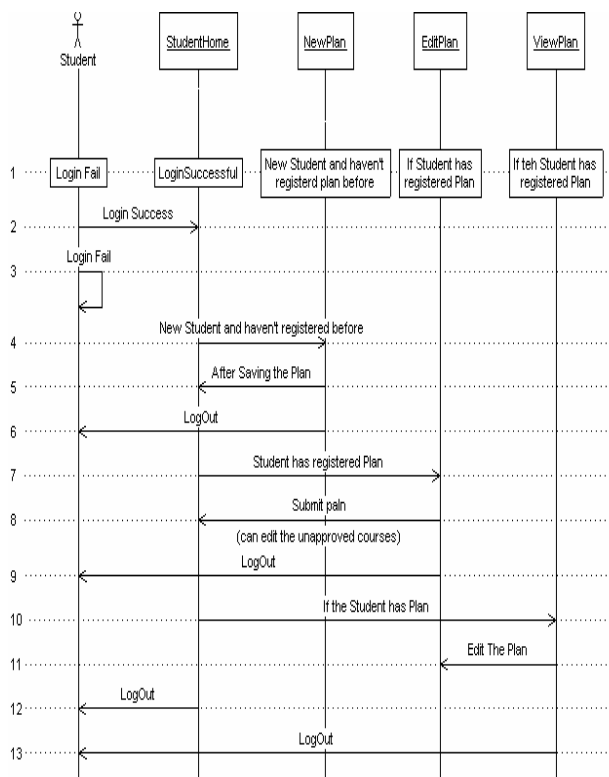 Student
StudentHome
NewPlan
EditPlan
ViewPlan
1
Login Fail
LoginSuccessful
New Student and haven't
registerd plan before
If Student has
registered Plan
If teh Student has
registered Plan
2
Login Success
3
Login Fail
4
New Student and haven't registered before
5
After Saving the Plan
6
LogOut
7
Student has registered Plan
8
Submit paln
(can edit the unapproved courses)
9
LogOut
10
If the Student has Plan
11
Edit The Plan
12
LogOut
13
LogOut